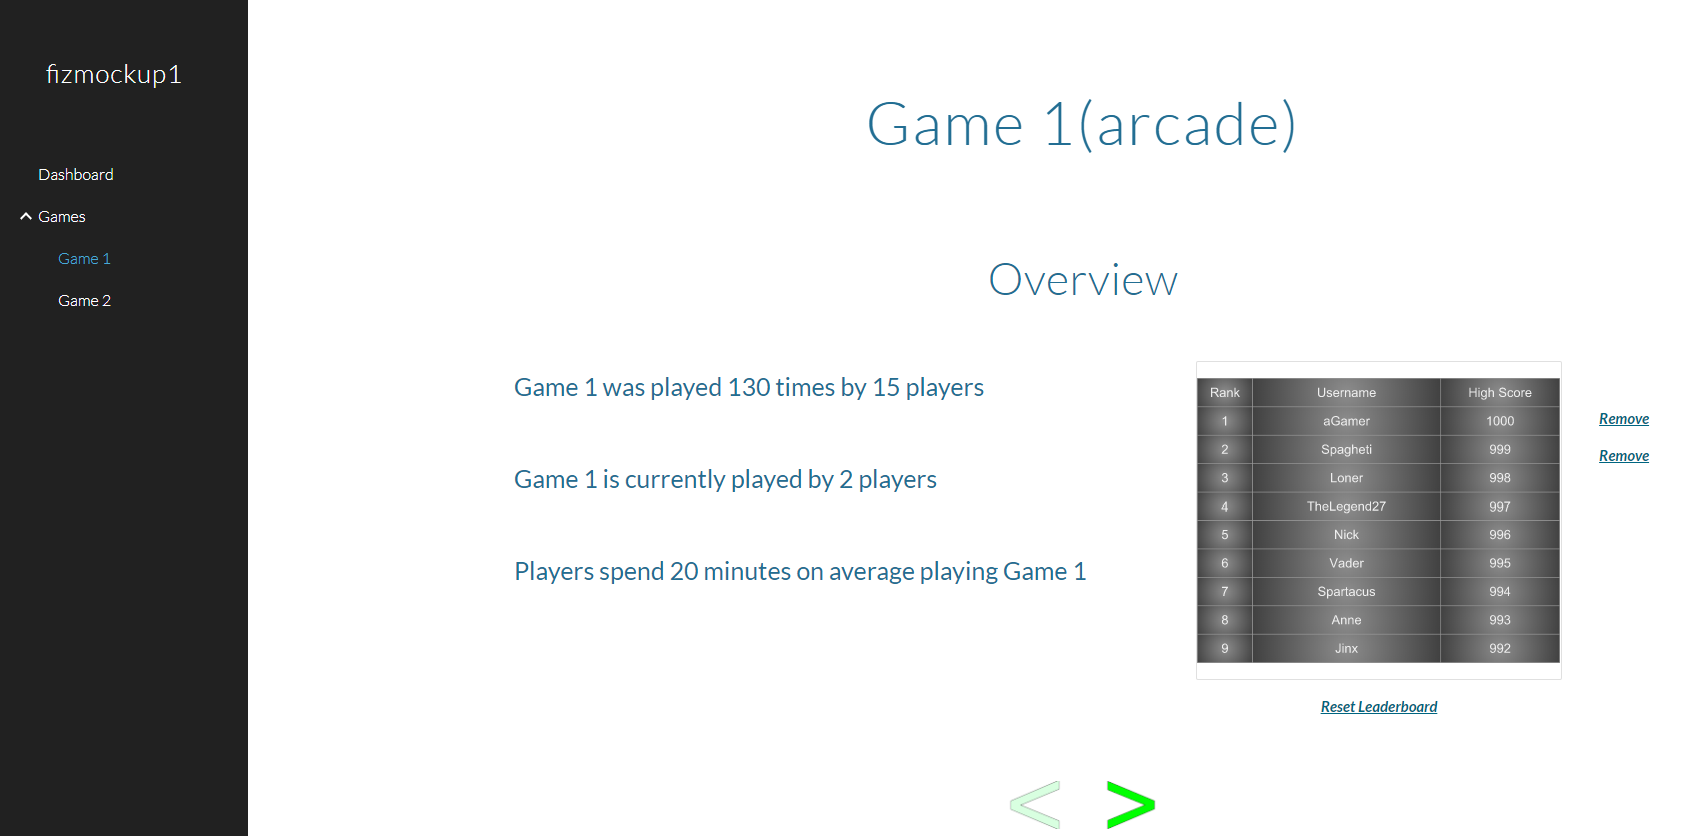 fizmockup1
Dashboard
Games
Game 1
Game 2
Game 1(arcade)
Overview
Game 1 was played 130 times by 15 players
Game 1 is currently played by 2 players
Players spend 20 minutes on average playing Game 1
Rank Username High Score
1 aGamer 1000
2 Spagheti 999
3 Loner 998
4 TheLegend27 997
5 Nick 996
6 Vader 995
7 Spartacus 994
8 Anne 993
9 Jinx 992
Remove
Remove
Reset Leaderboard
< >